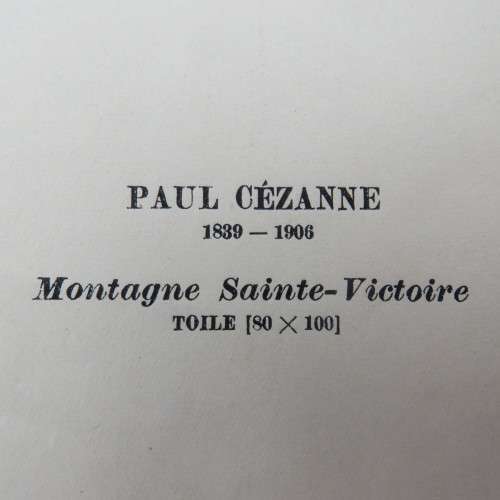 PAUL CÉZANNE
1839 — 1906
Montagne Sainte-Victoire
TOILE [80 × 100]